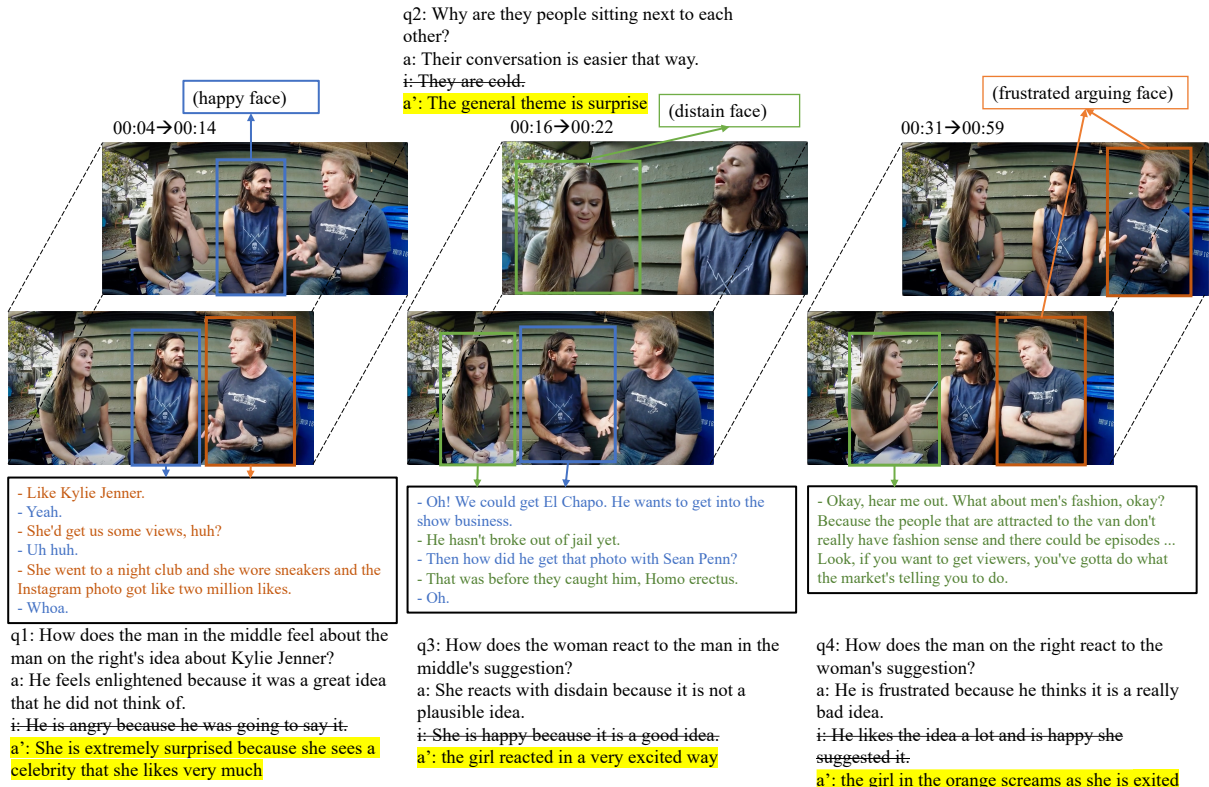 q2: Why are they people sitting next to each
other?
a: Their conversation is easier that way.
i: They are cold.
a’: The general theme is surprise
(happy face)
(distain face)
(frustrated arguing face)
00:04→00:14
00:16→00:22
00:31→00:59
- Like Kylie Jenner.
- Yeah.
- She'd get us some views, huh?
- Uh huh.
- She went to a night club and she wore sneakers and the
Instagram photo got like two million likes.
- Whoa.
- Oh! We could get El Chapo. He wants to get into the
show business.
- He hasn't broke out of jail yet.
- Then how did he get that photo with Sean Penn?
- That was before they caught him, Homo erectus.
- Oh.
- Okay, hear me out. What about men's fashion, okay?
Because the people that are attracted to the van don't
really have fashion sense and there could be episodes ...
Look, if you want to get viewers, you've gotta do what
the market's telling you to do.
q1: How does the man in the middle feel about the
man on the right's idea about Kylie Jenner?
a: He feels enlightened because it was a great idea
that he did not think of.
i: He is angry because he was going to say it.
a’: She is extremely surprised because she sees a
celebrity that she likes very much
q3: How does the woman react to the man in the
middle's suggestion?
a: She reacts with disdain because it is not a
plausible idea.
i: She is happy because it is a good idea.
a’: the girl reacted in a very excited way
q4: How does the man on the right react to the
woman's suggestion?
a: He is frustrated because he thinks it is a really
bad idea.
i: He likes the idea a lot and is happy she
suggested it.
a’: the girl in the orange screams as she is exited